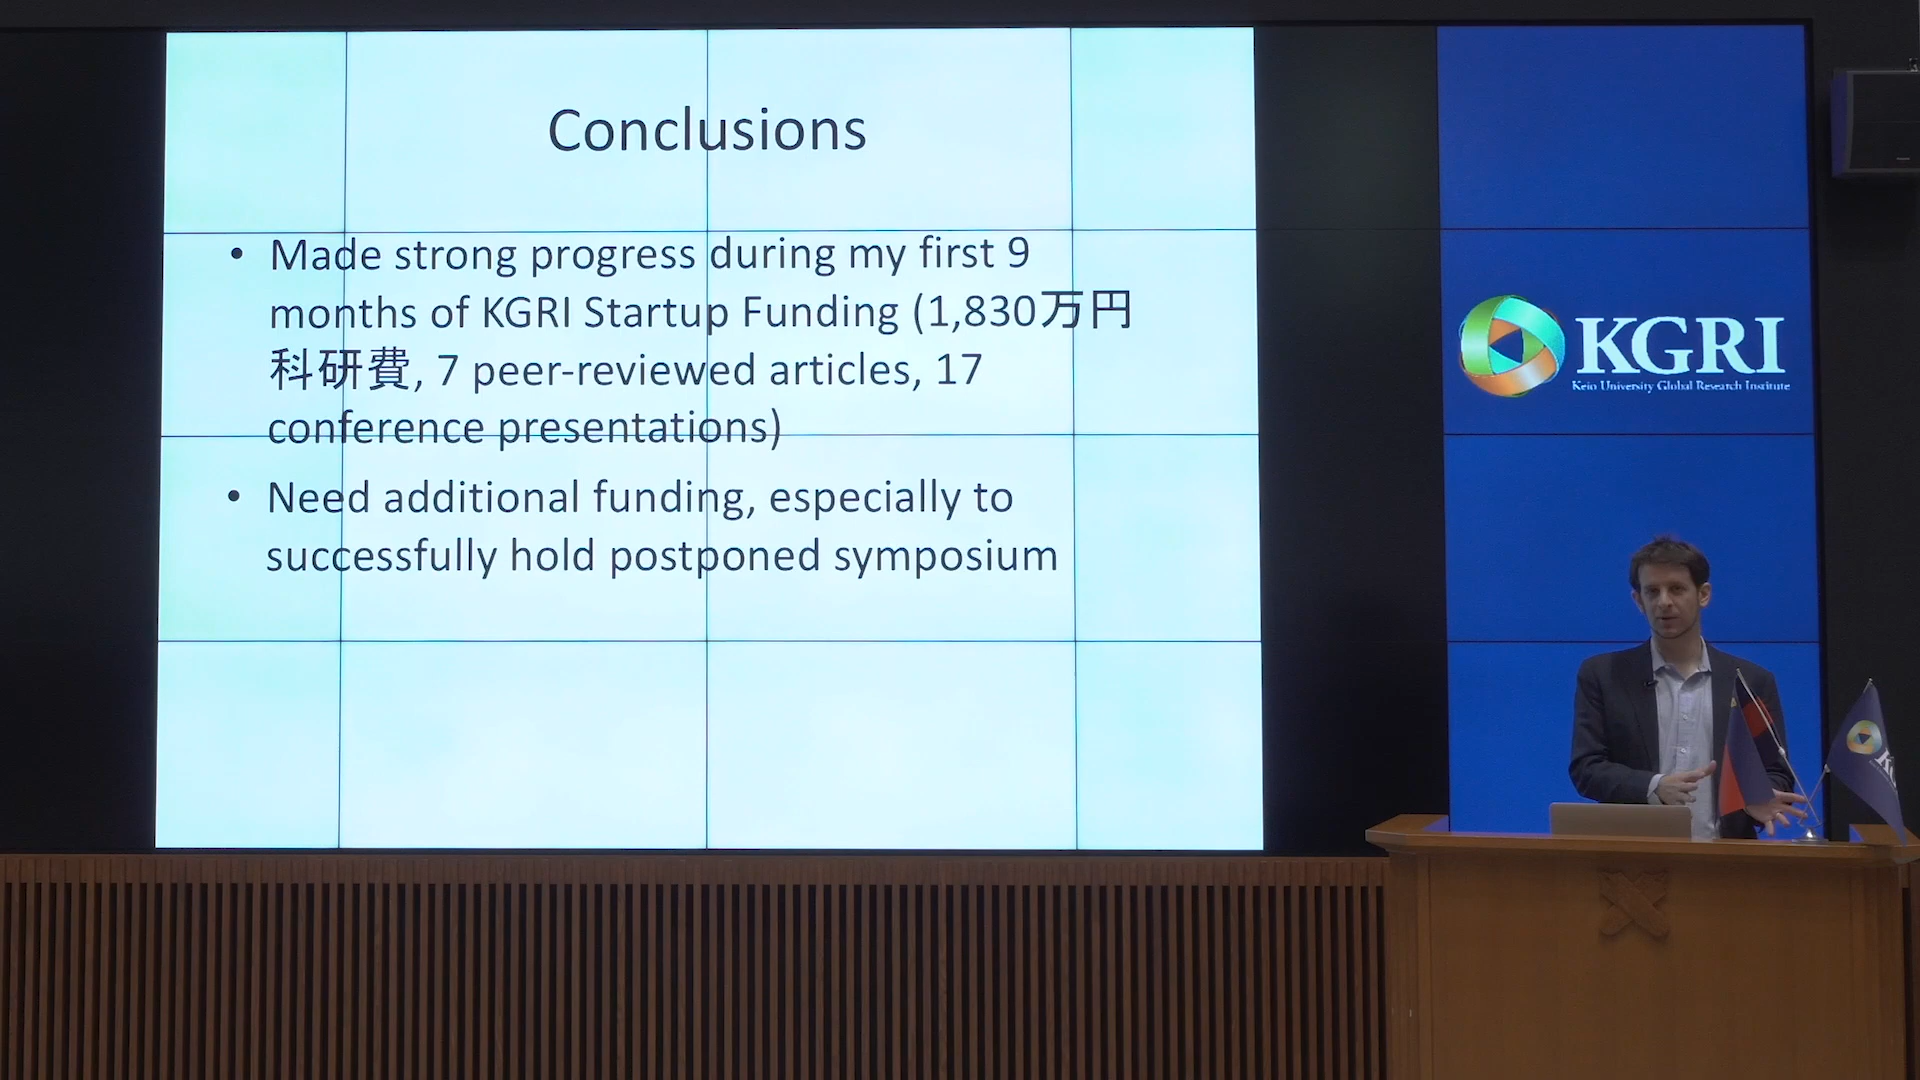 Conclusions
• Made strong progress during my first 9
months of KGRI Startup Funding (1,830万円
科研費, 7 peer-reviewed articles, 17
conference presentations)
• Need additional funding, especially to
successfully hold postponed symposium
KGRI
Keio University Global Research Institute